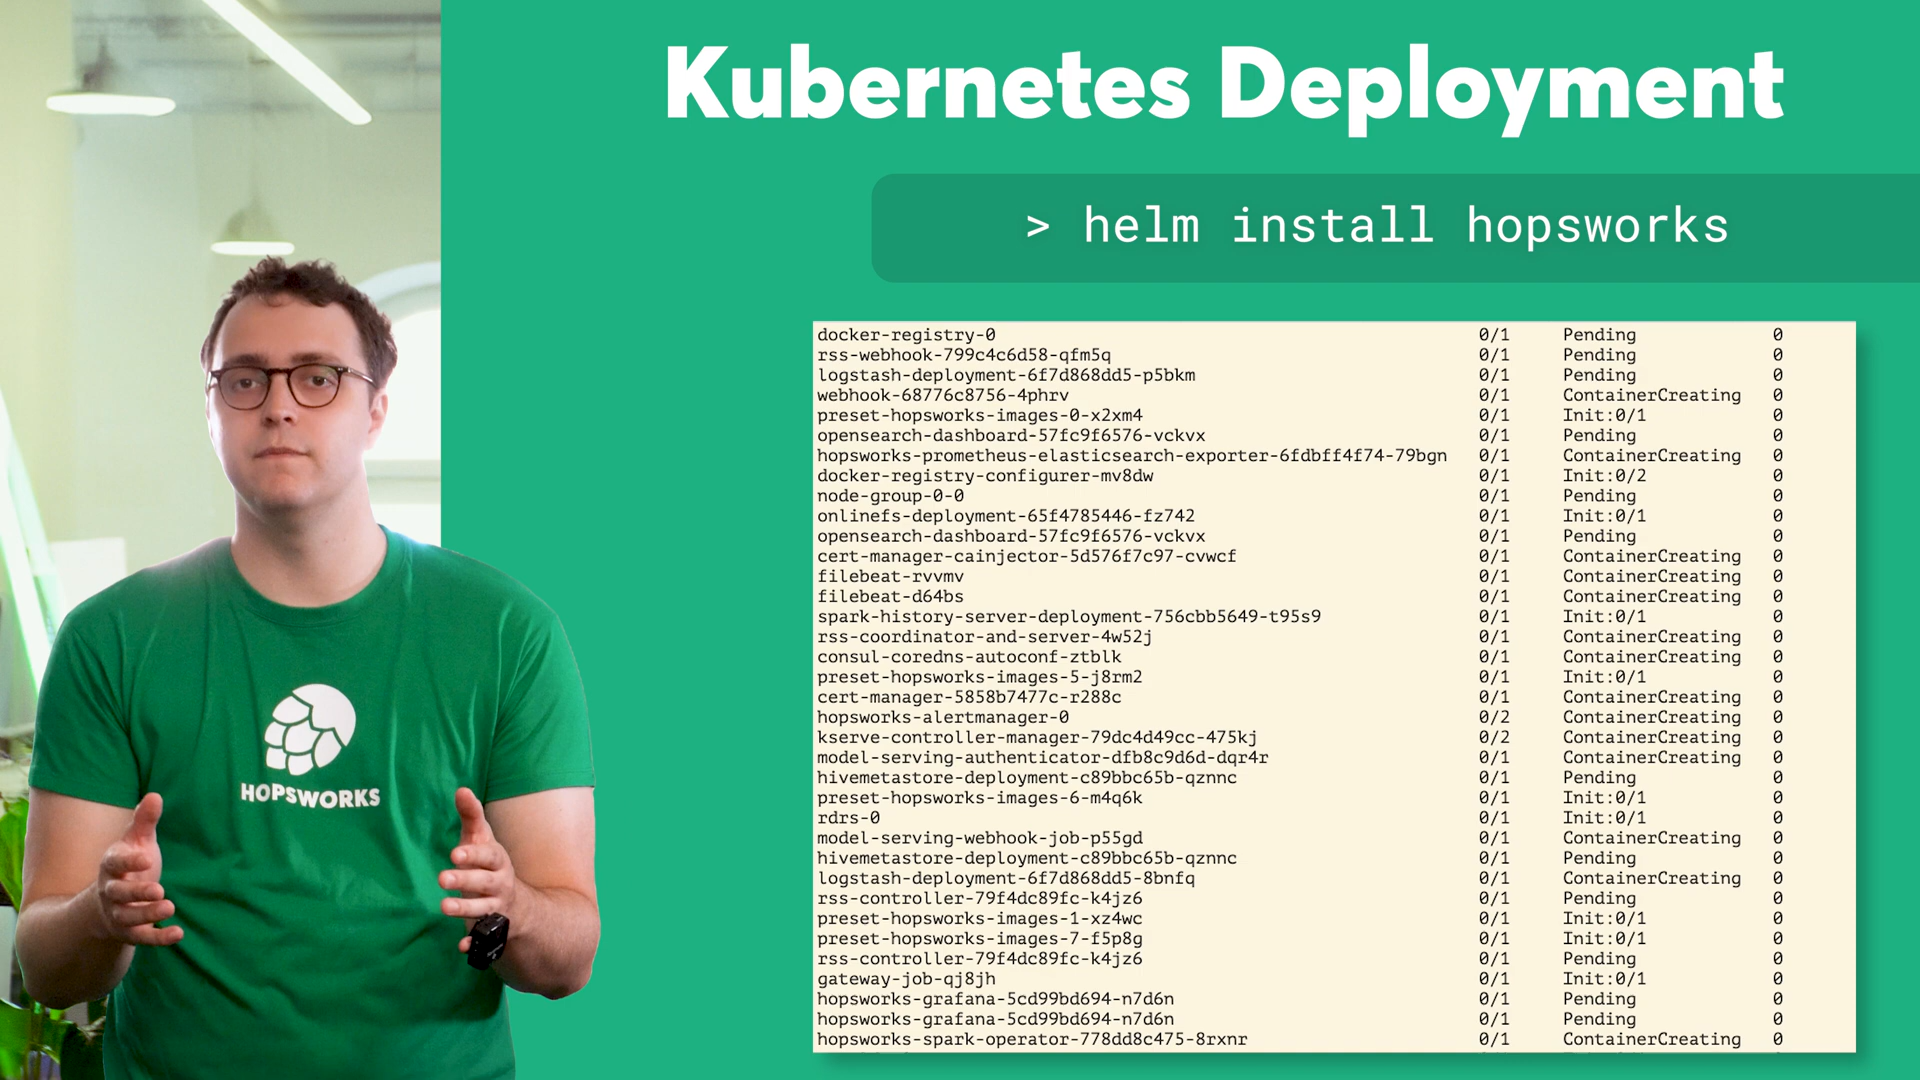 Kubernetes Deployment
> helm install hopsworks
docker-registry-0 0/1 Pending 0
rss-webhook-799c4c6d58-qfm5q 0/1 Pending 0
logstash-deployment-6f7d868dd5-p5bkm 0/1 Pending 0
webhook-68776c8756-4phrv 0/1 ContainerCreating 0
preset-hopsworks-images-0-x2xm4 0/1 Init:0/1 0
opensearch-dashboard-57fc9f6576-vckvx 0/1 Pending 0
hopsworks-prometheus-elasticsearch-exporter-6fdbff4f74-79bgn 0/1 ContainerCreating 0
docker-registry-configurer-mv8dw 0/1 Init:0/2 0
node-group-0-0 0/1 Pending 0
onlinefs-deployment-65f4785446-fz742 0/1 Init:0/1 0
opensearch-dashboard-57fc9f6576-vckvx 0/1 Pending 0
cert-manager-cainjector-5d576f7c97-cvwcf 0/1 ContainerCreating 0
filebeat-rvvmv 0/1 ContainerCreating 0
filebeat-d64bs 0/1 ContainerCreating 0
spark-history-server-deployment-756cbb5649-t95s9 0/1 Init:0/1 0
rss-coordinator-and-server-4w52j 0/1 ContainerCreating 0
consul-coredns-autoconf-ztblk 0/1 ContainerCreating 0
preset-hopsworks-images-5-j8rm2 0/1 Init:0/1 0
cert-manager-5858b7477c-r288c 0/1 ContainerCreating 0
hopsworks-alertmanager-0 0/2 ContainerCreating 0
kserve-controller-manager-79dc4d49cc-475kj 0/2 ContainerCreating 0
model-serving-authenticator-dfb8c9d6d-dqr4r 0/1 ContainerCreating 0
hivemetastore-deployment-c89bbc65b-qznnc 0/1 Pending 0
preset-hopsworks-images-6-m4q6k 0/1 Init:0/1 0
rdrs-0 0/1 Init:0/1 0
model-serving-webhook-job-p55gd 0/1 ContainerCreating 0
hivemetastore-deployment-c89bbc65b-qznnc 0/1 Pending 0
logstash-deployment-6f7d868dd5-8bnfq 0/1 ContainerCreating 0
rss-controller-79f4dc89fc-k4jz6 0/1 Pending 0
preset-hopsworks-images-1-xz4wc 0/1 Init:0/1 0
preset-hopsworks-images-7-f5p8g 0/1 Init:0/1 0
rss-controller-79f4dc89fc-k4jz6 0/1 Pending 0
gateway-job-qj8jh 0/1 Init:0/1 0
hopsworks-grafana-5cd99bd694-n7d6n 0/1 Pending 0
hopsworks-grafana-5cd99bd694-n7d6n 0/1 Pending 0
hopsworks-spark-operator-778dd8c475-8rxnr 0/1 ContainerCreating 0
HOPSWORKS